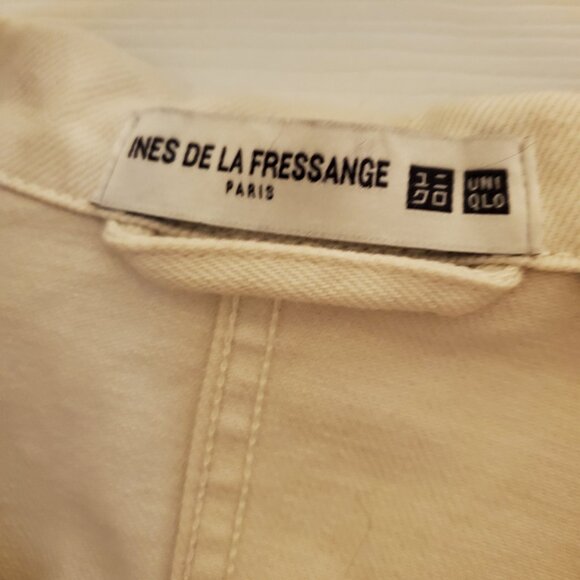 INES DE LA FRESSANGE
PARIS
ユニ
クロ
UNI
QLO